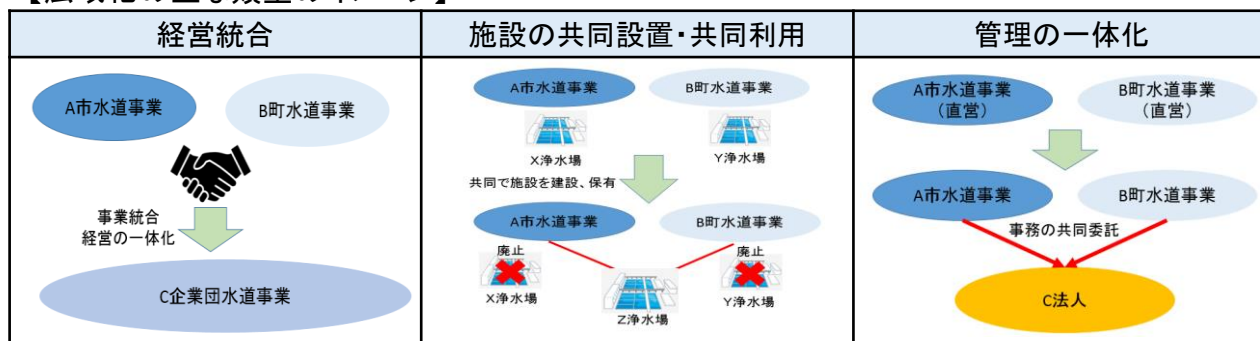 経営統合
A市水道事業
B町水道事業
事業統合
経営の一体化
C企業団水道事業
施設の共同設置・共同利用
A市水道事業
B町水道事業
X浄水場
Y浄水場
共同で施設を建設、保有
A市水道事業
B町水道事業
廃止
廃止
X浄水場
Y浄水場
Z浄水場
管理の一体化
A市水道事業
(直営)
B町水道事業
(直営)
A市水道事業
B町水道事業
事務の共同委託
C法人